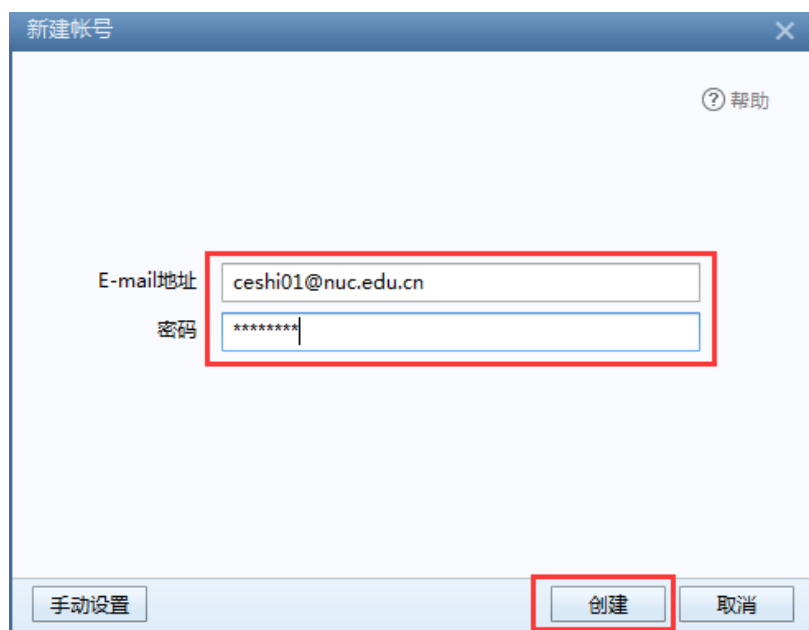 新建帐号
帮助
E-mail地址 ceshi01@nuc.edu.cn
密码 ********
手动设置 创建 取消